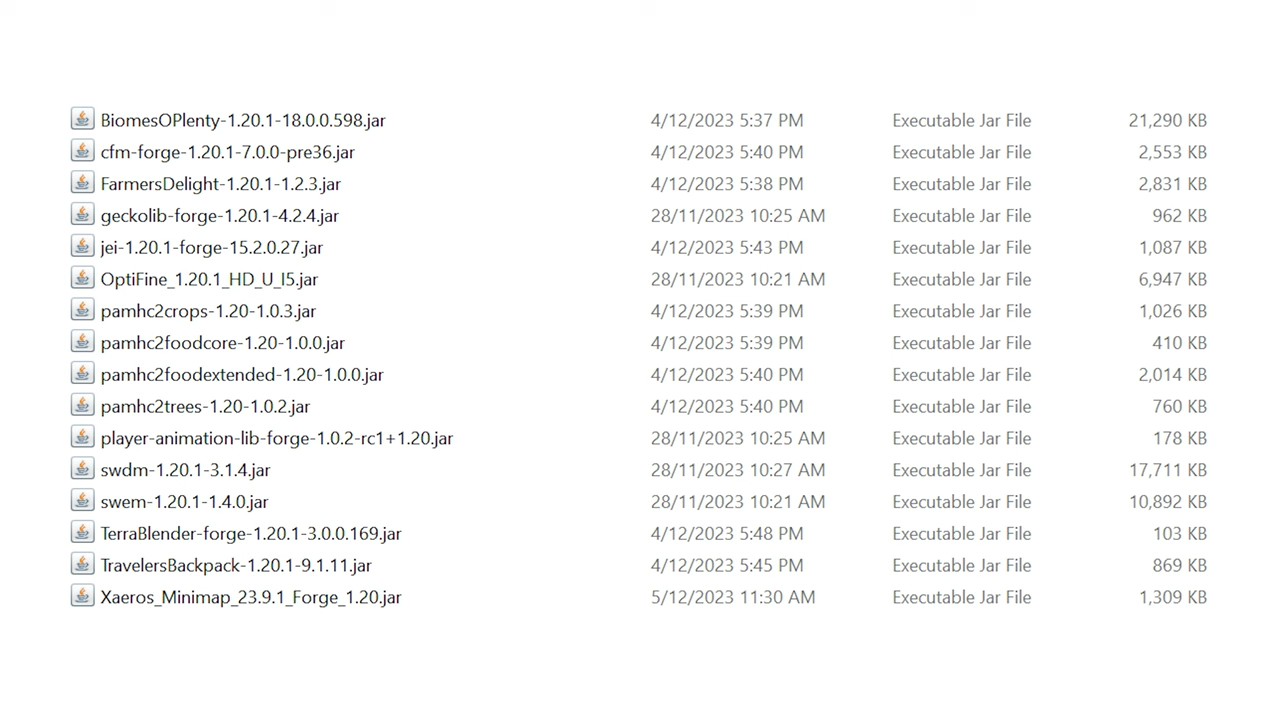 BiomesOPlenty-1.20.1-18.0.0.598.jar 4/12/2023 5:37 PM Executable Jar File 21,290 KB
cfm-forge-1.20.1-7.0.0-pre36.jar 4/12/2023 5:40 PM Executable Jar File 2,553 KB
FarmersDelight-1.20.1-1.2.3.jar 4/12/2023 5:38 PM Executable Jar File 2,831 KB
geckolib-forge-1.20.1-4.2.4.jar 28/11/2023 10:25 AM Executable Jar File 962 KB
jei-1.20.1-forge-15.2.0.27.jar 4/12/2023 5:43 PM Executable Jar File 1,087 KB
OptiFine_1.20.1_HD_U_I5.jar 28/11/2023 10:21 AM Executable Jar File 6,947 KB
pamhc2crops-1.20-1.0.3.jar 4/12/2023 5:39 PM Executable Jar File 1,026 KB
pamhc2foodcore-1.20-1.0.0.jar 4/12/2023 5:39 PM Executable Jar File 410 KB
pamhc2foodextended-1.20-1.0.0.jar 4/12/2023 5:40 PM Executable Jar File 2,014 KB
pamhc2trees-1.20-1.0.2.jar 4/12/2023 5:40 PM Executable Jar File 760 KB
player-animation-lib-forge-1.0.2-rc1+1.20.jar 28/11/2023 10:25 AM Executable Jar File 178 KB
swdm-1.20.1-3.1.4.jar 28/11/2023 10:27 AM Executable Jar File 17,711 KB
swem-1.20.1-1.4.0.jar 28/11/2023 10:21 AM Executable Jar File 10,892 KB
TerraBlender-forge-1.20.1-3.0.0.169.jar 4/12/2023 5:48 PM Executable Jar File 103 KB
TravelersBackpack-1.20.1-9.1.11.jar 4/12/2023 5:45 PM Executable Jar File 869 KB
Xaeros_Minimap_23.9.1_Forge_1.20.jar 5/12/2023 11:30 AM Executable Jar File 1,309 KB